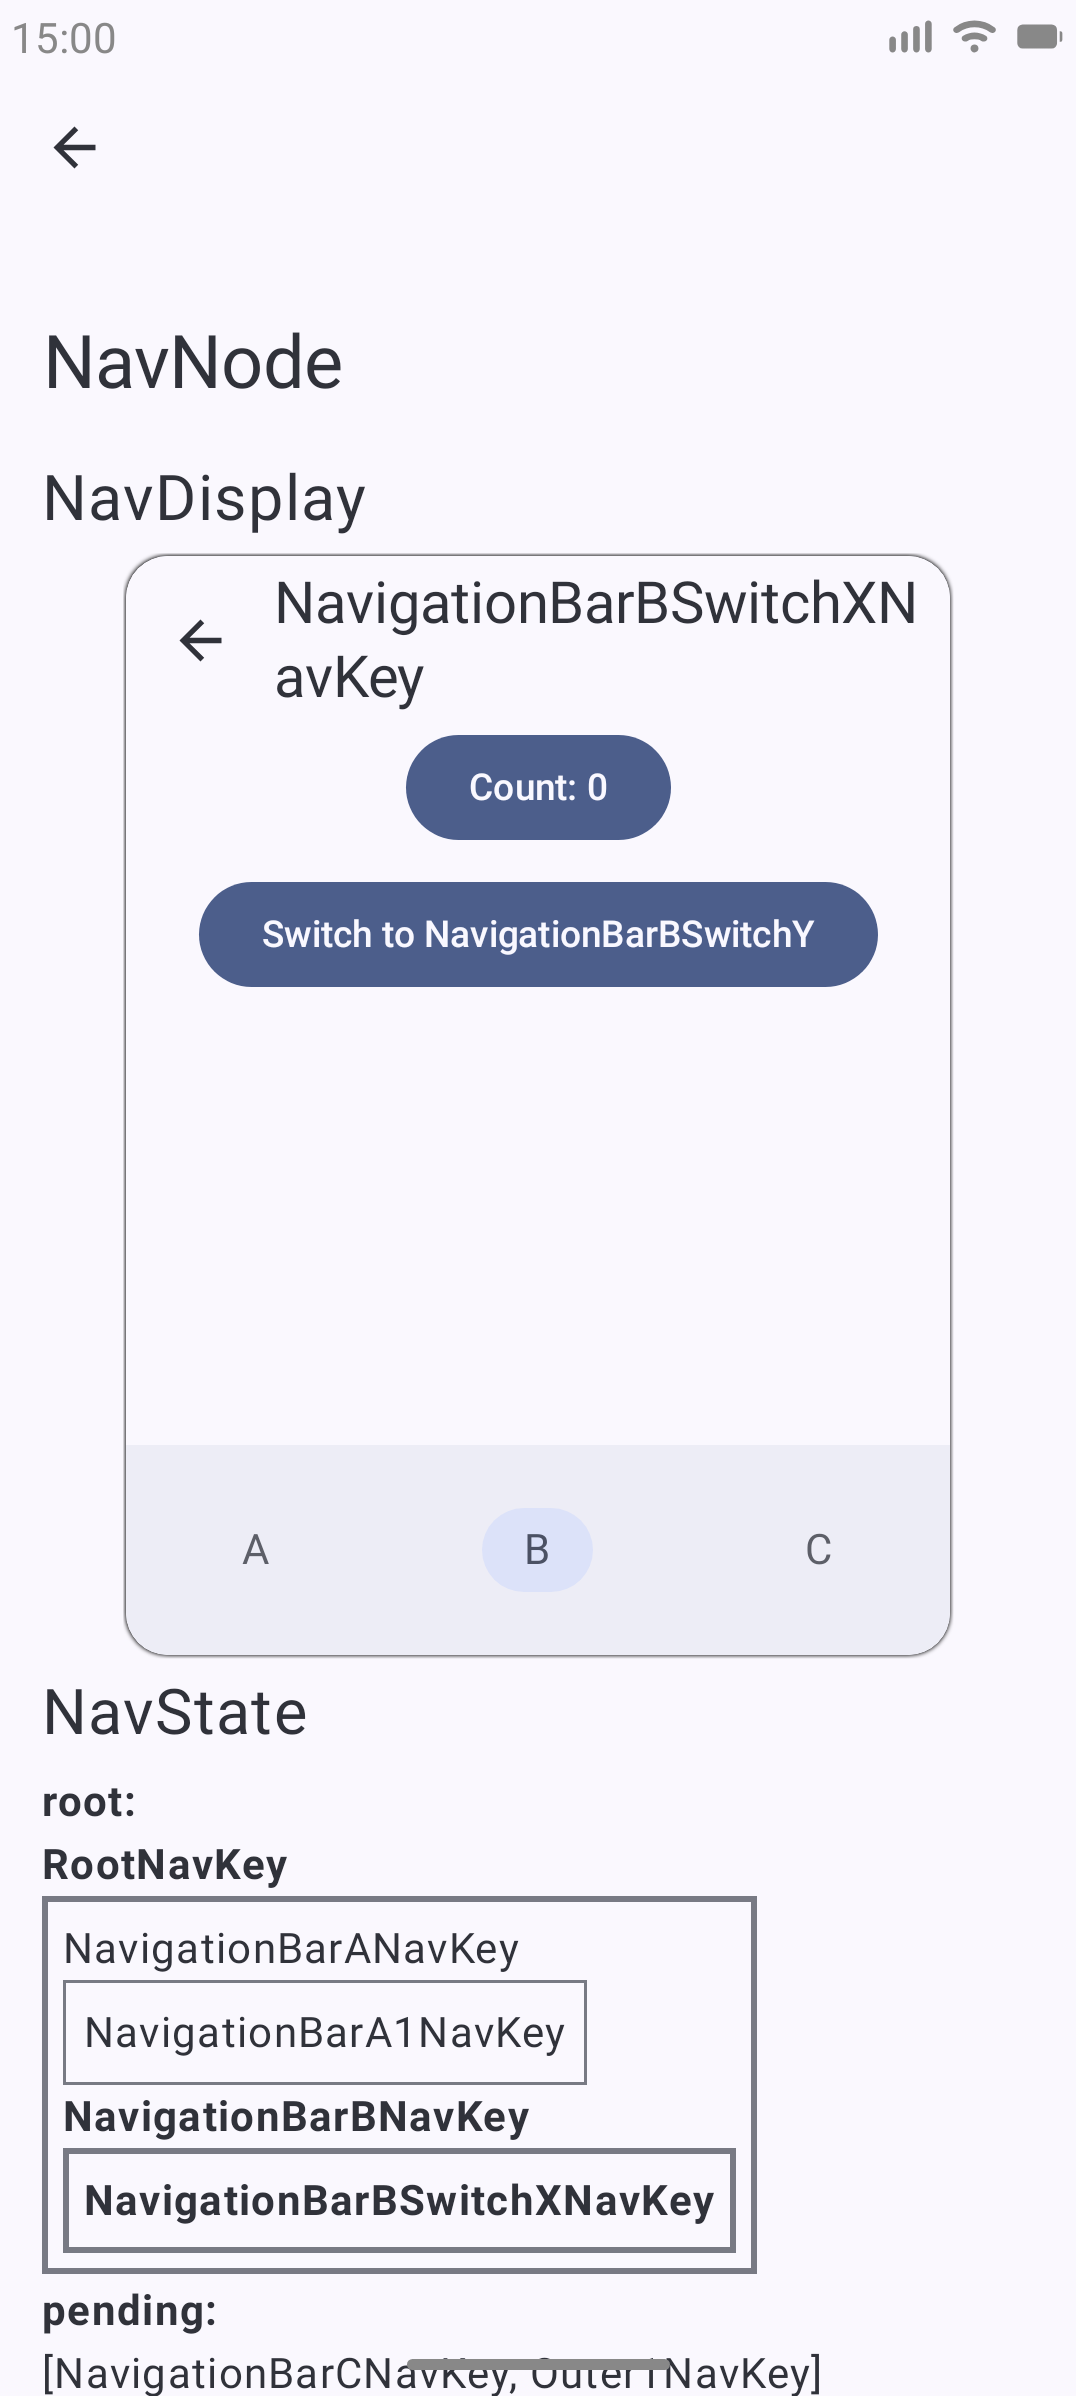 15:00
NavNode
NavDisplay
NavigationBarBSwitchXN
avKey
Count: 0
Switch to NavigationBarBSwitchY
A
B
C
NavState
root:
RootNavKey
NavigationBarANavKey
NavigationBarA1NavKey
NavigationBarBNavKey
NavigationBarBSwitchXNavKey
pending:
[NavigationBarCNavKey, Outer1NavKey]